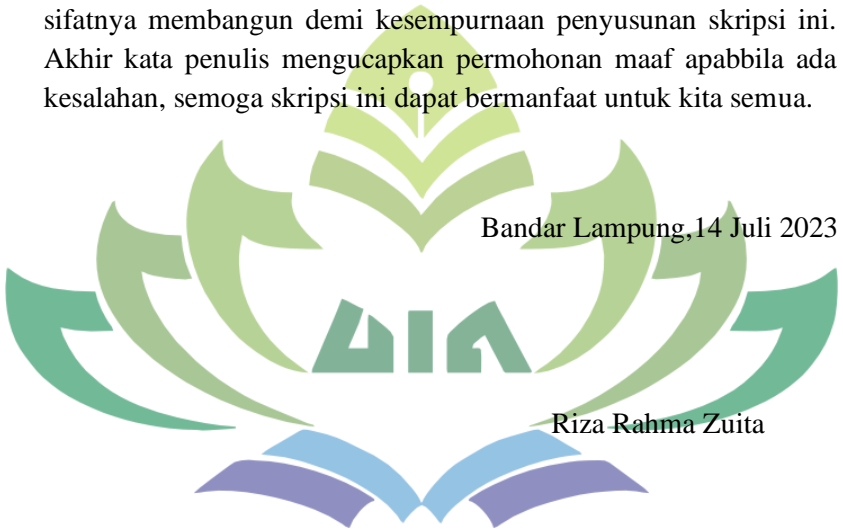 sifatnya membangun demi kesempurnaan penyusunan skripsi ini.
Akhir kata penulis mengucapkan permohonan maaf apabbila ada
kesalahan, semoga skripsi ini dapat bermanfaat untuk kita semua.
Bandar Lampung,14 Juli 2023
UIN
Riza Rahma Zuita